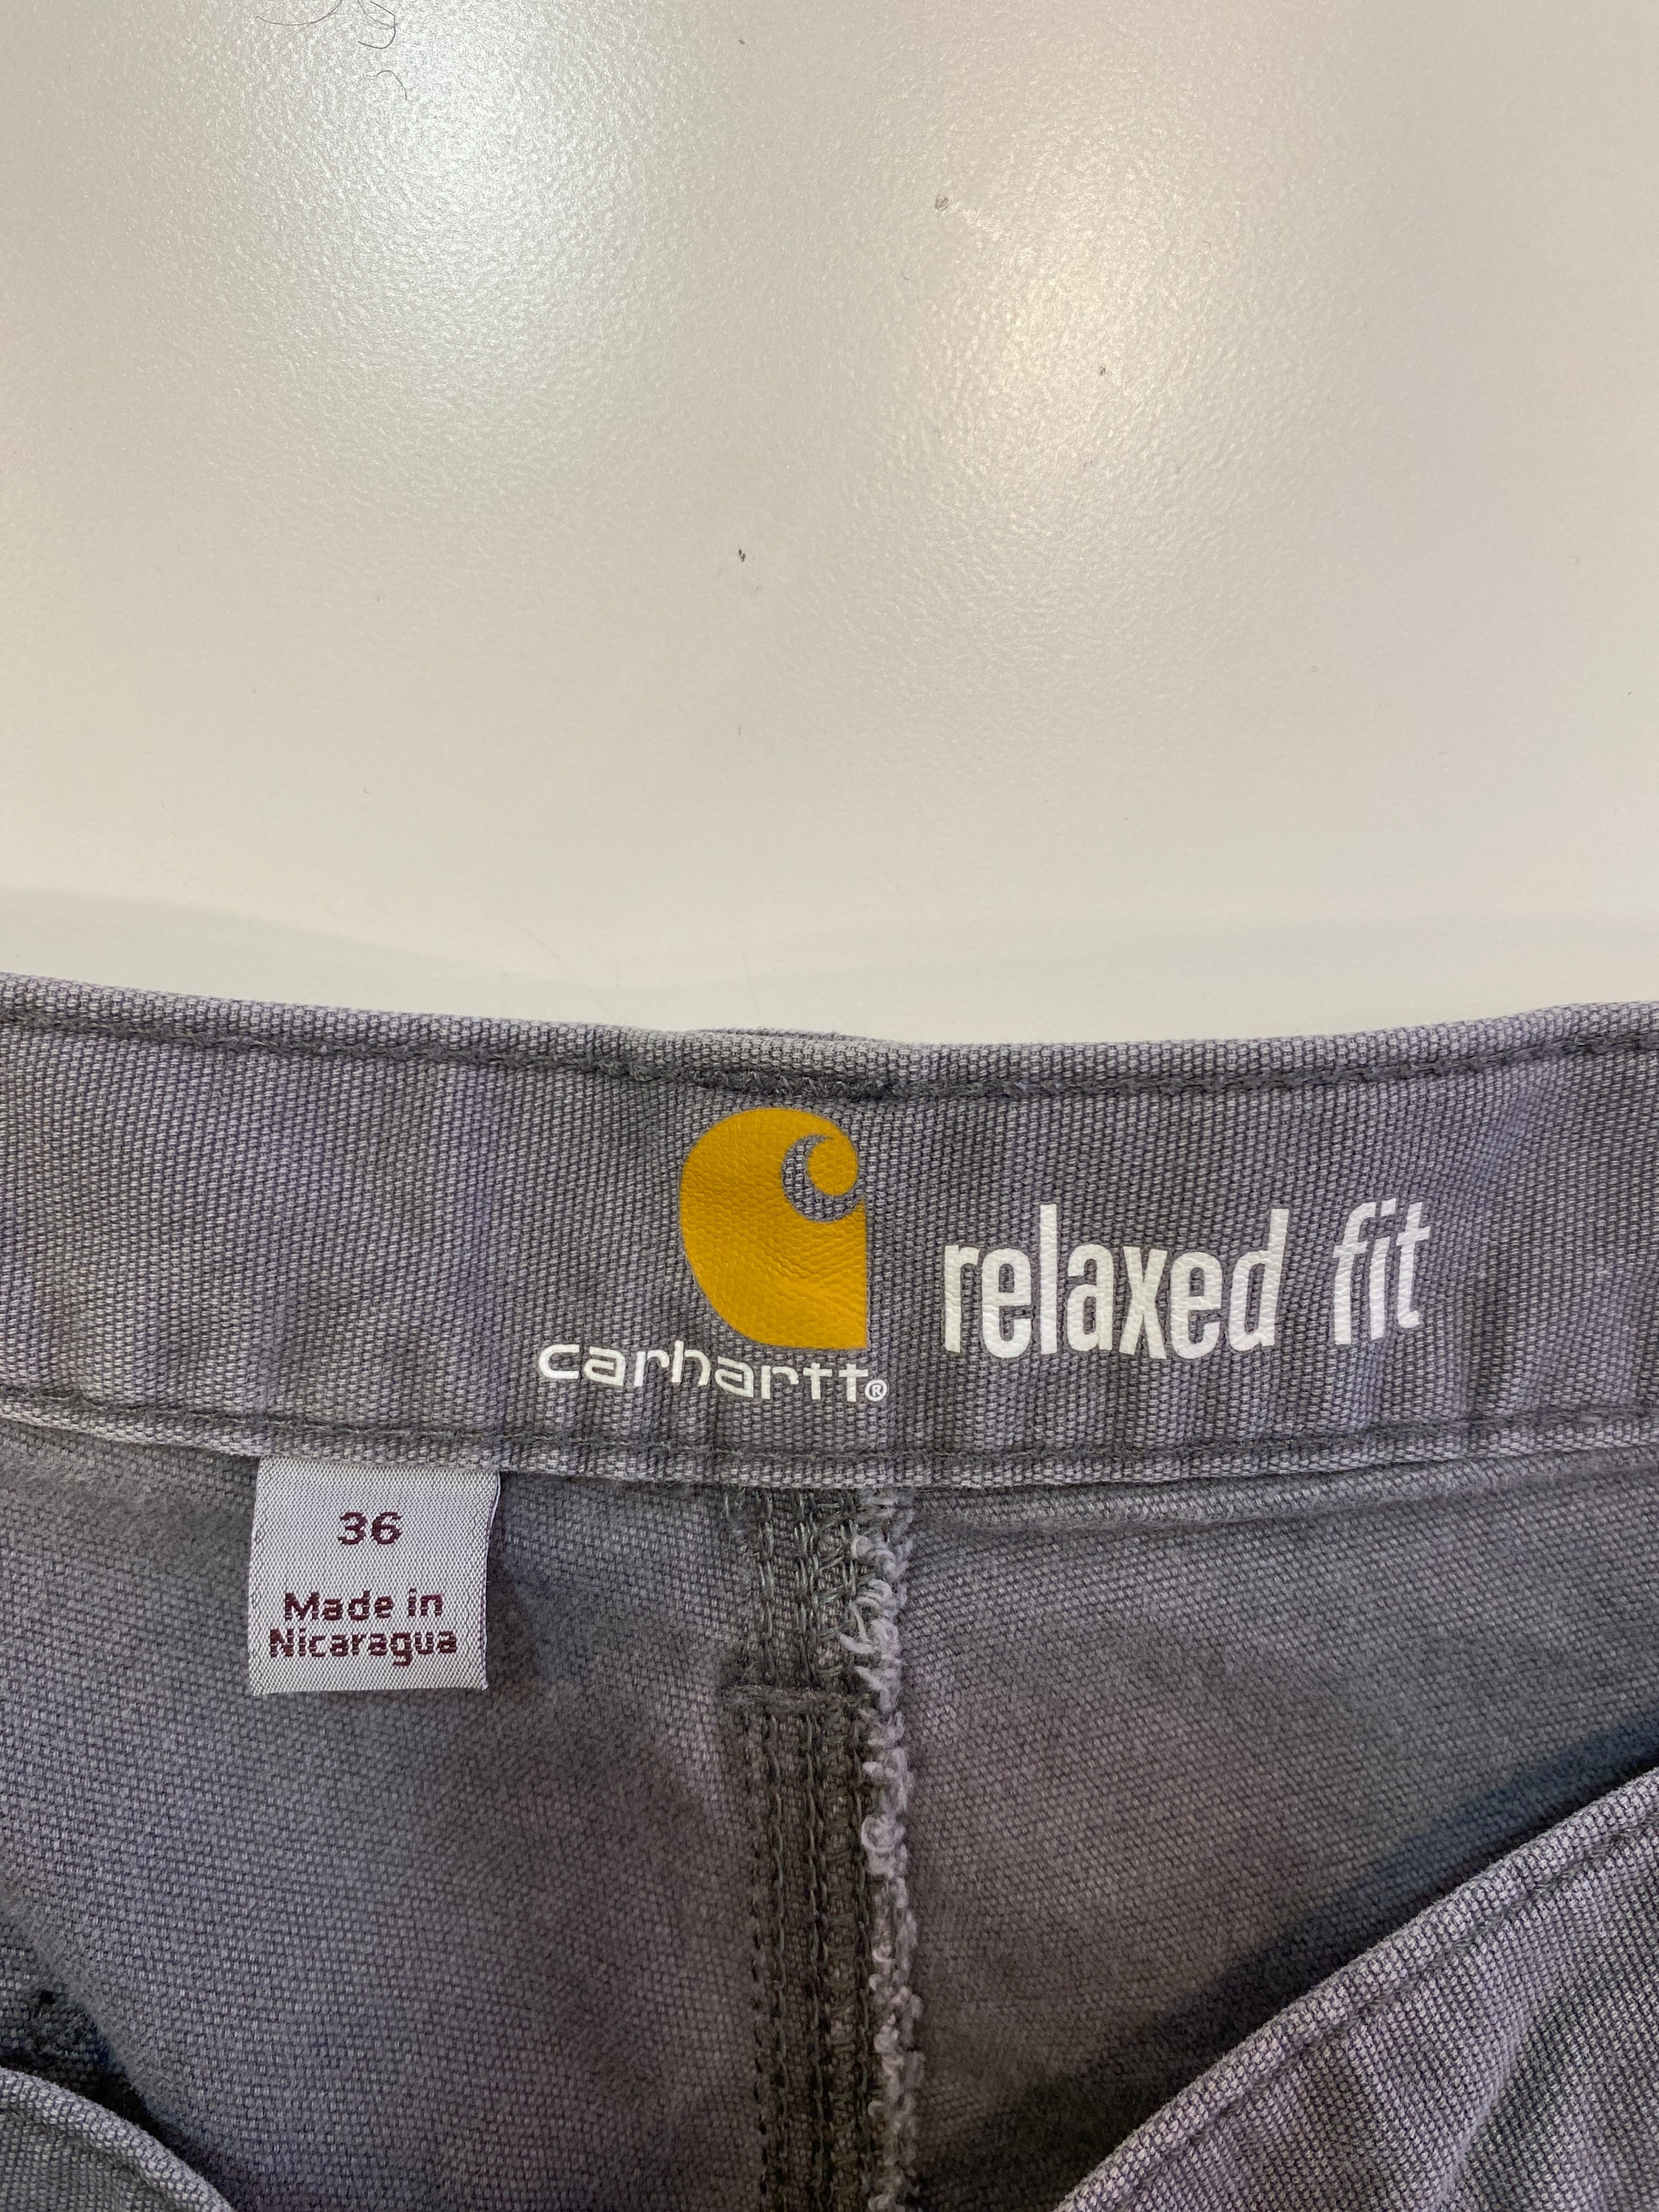 carhartt®
relaxed fit
36
Made in
Nicaragua